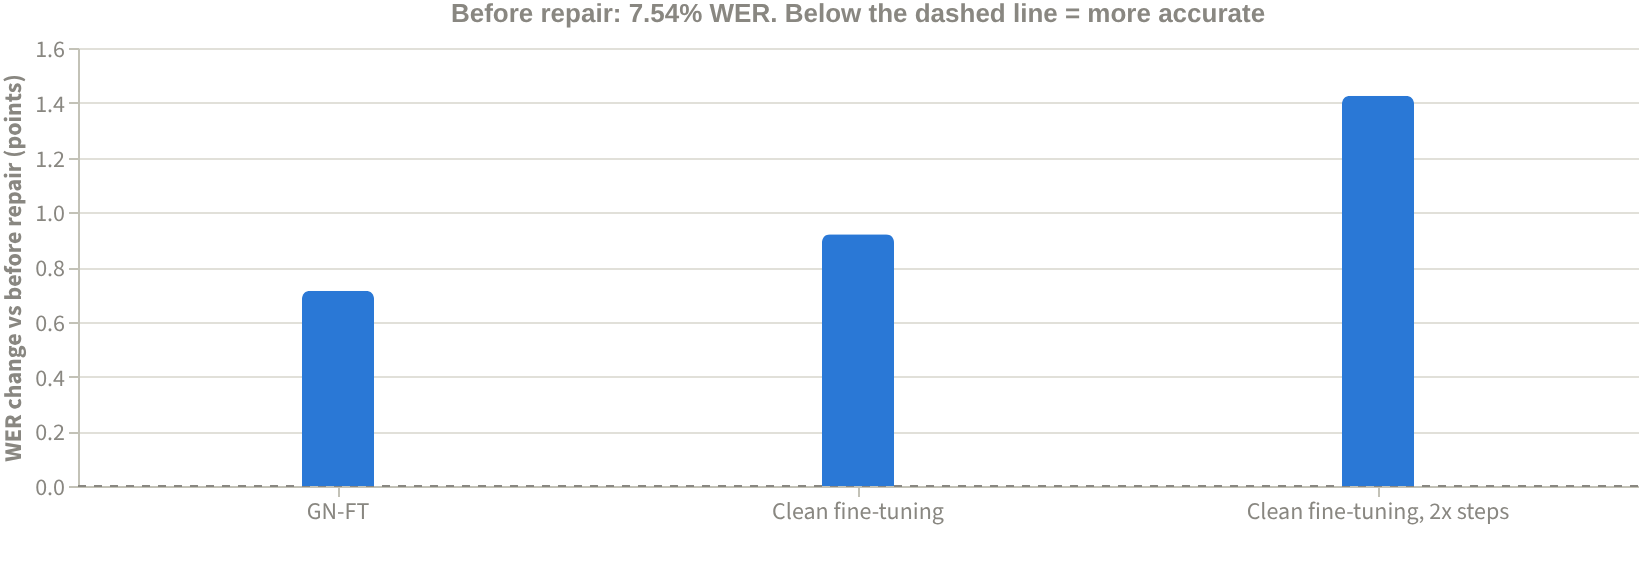 Before repair: 7.54% WER. Below the dashed line = more accurate
WER change vs before repair (points)
1.6
1.4
1.2
1.0
0.8
0.6
0.4
0.2
0.0
GN-FT
Clean fine-tuning
Clean fine-tuning, 2x steps